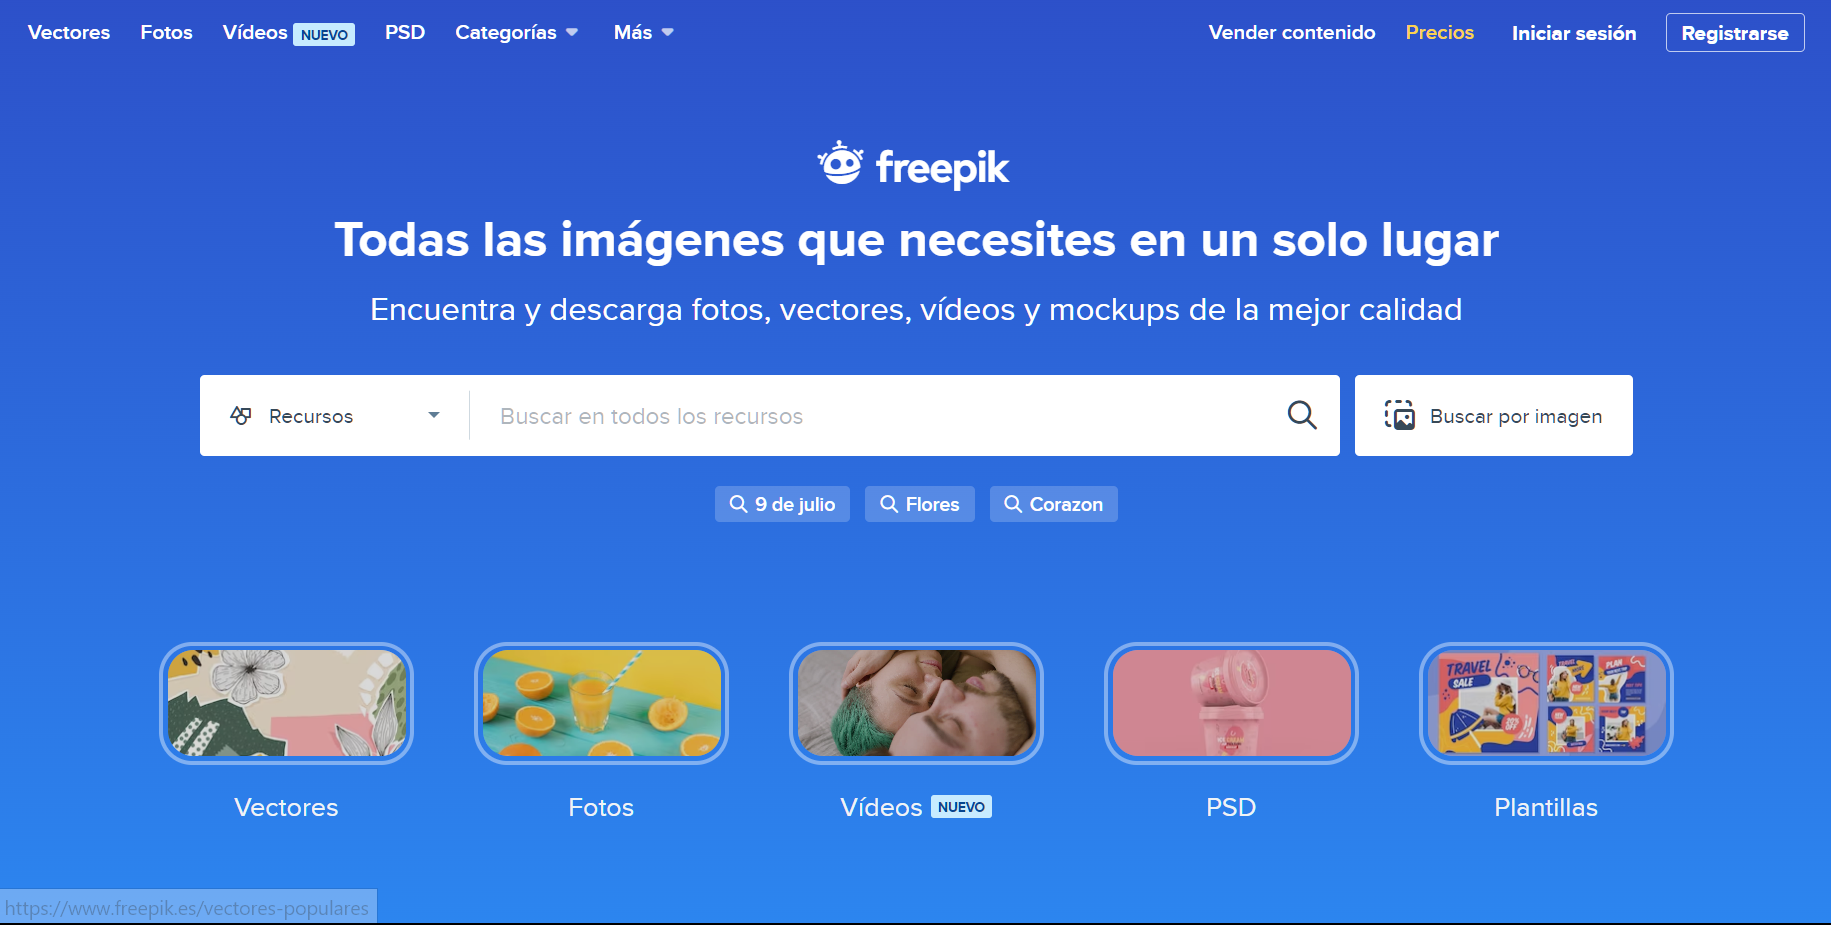 Vectores Fotos Vídeos NUEVO PSD Categorías Más Vender contenido Precios Iniciar sesión Registrarse
freepik
Todas las imágenes que necesites en un solo lugar
Encuentra y descarga fotos, vectores, vídeos y mockups de la mejor calidad
Recursos Buscar en todos los recursos Buscar por imagen
9 de julio Flores Corazon
TRAVEL
SALE
TRAVEL
PLAN
Vectores Fotos Vídeos NUEVO PSD Plantillas
https://www.freepik.es/vectores-populares